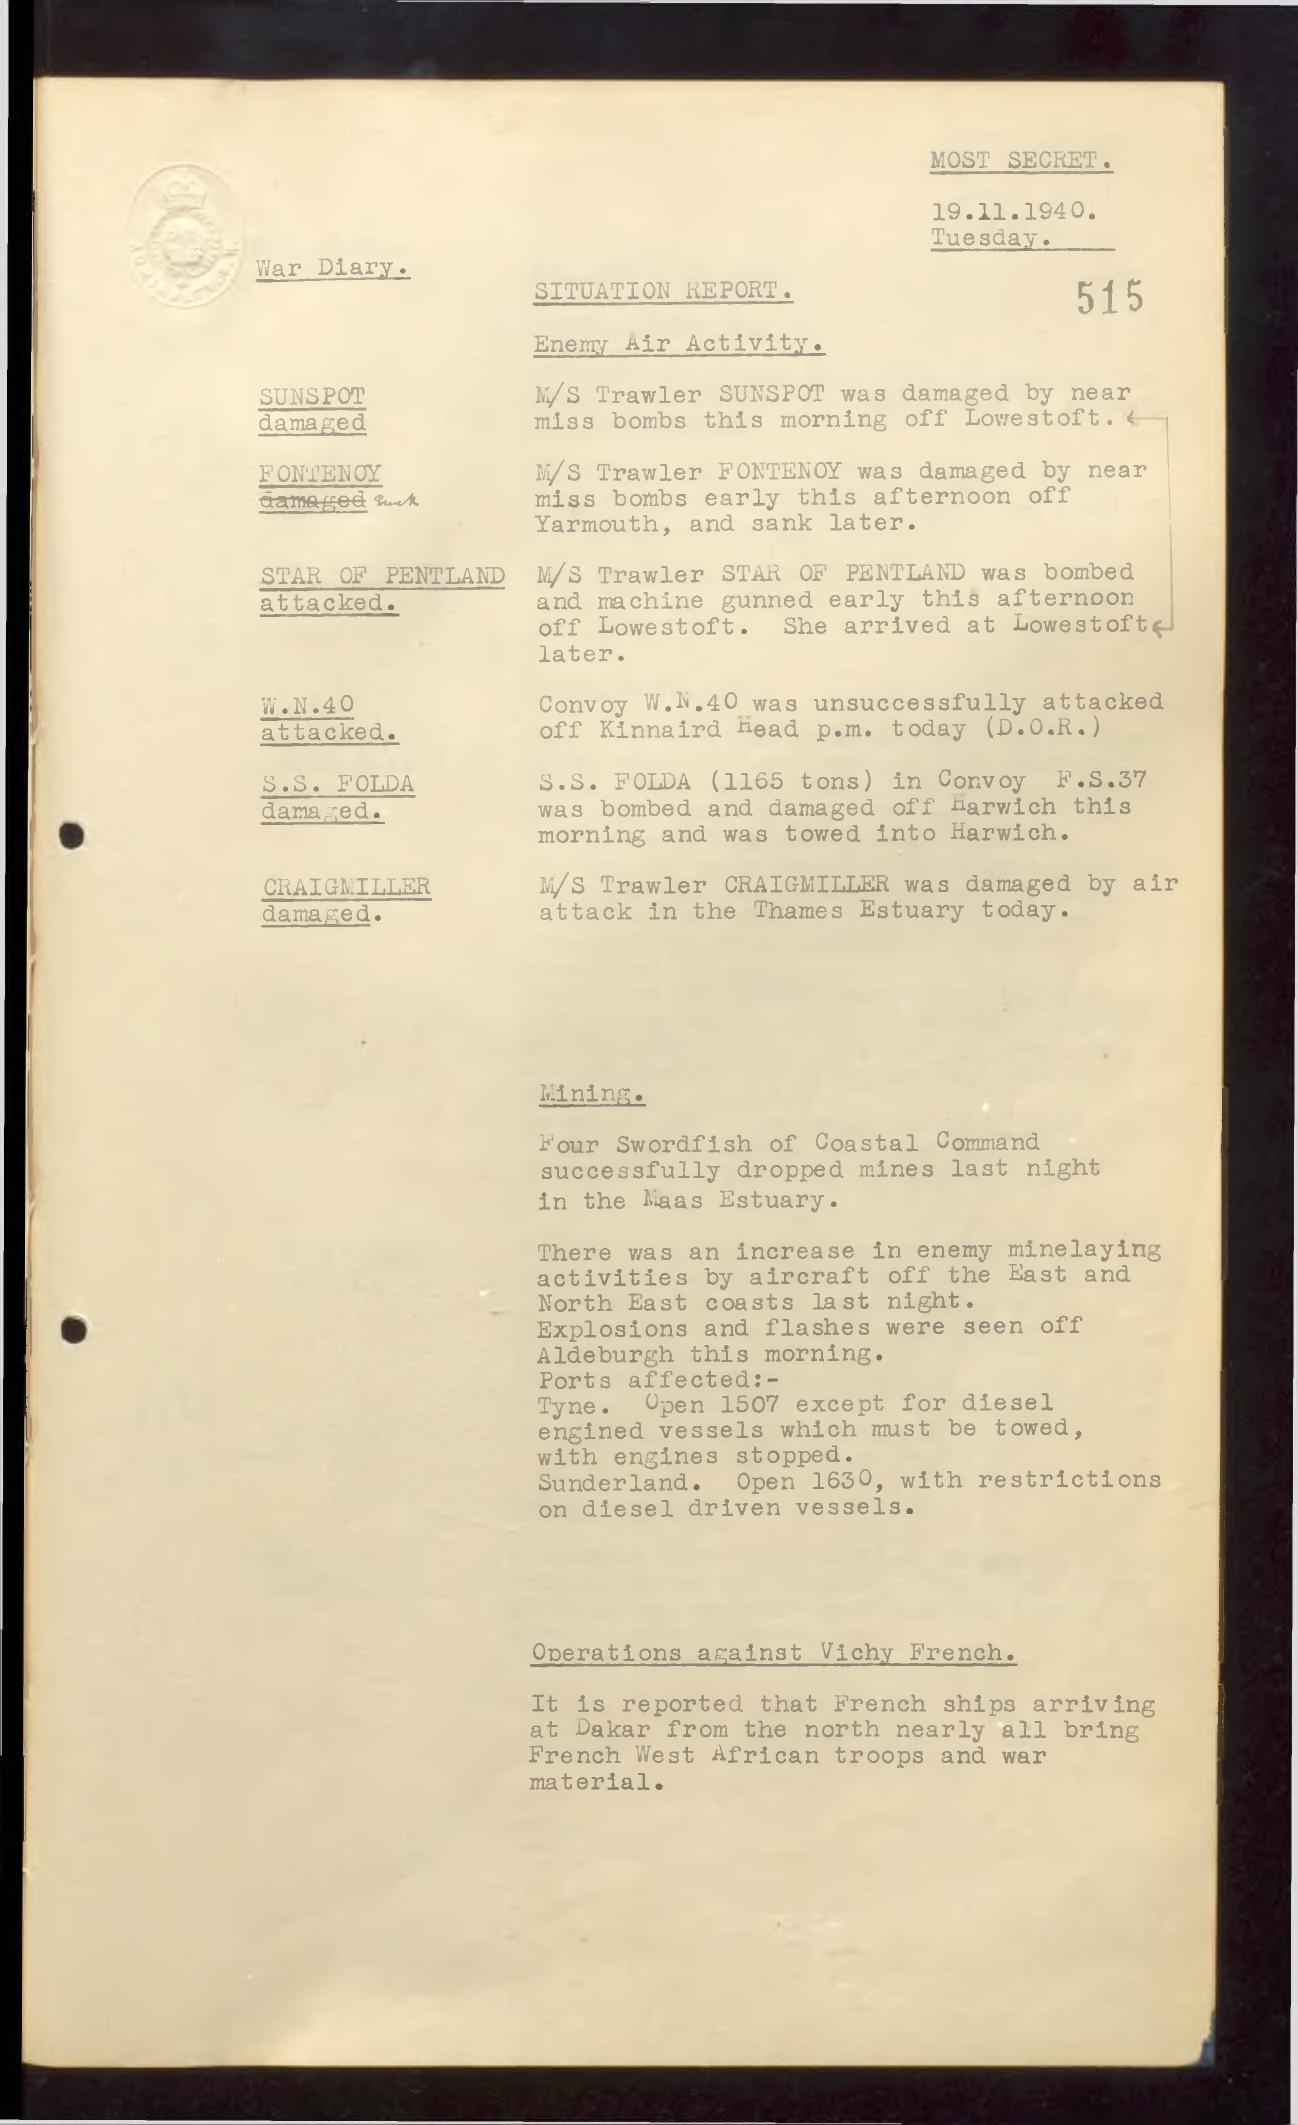 MOST SECRET.
19.11.1940.
Tuesday.
War Diary.
SITUATION REPORT.
515
Enemy Air Activity.
SUNSPOT
damaged
M/S Trawler SUNSPOT was damaged by near
miss bombs this morning off Lowestoft.
FONTENOY
damaged sunk
M/S Trawler FONTENOY was damaged by near
miss bombs early this afternoon off
Yarmouth, and sank later.
STAR OF PENTLAND
attacked.
M/S Trawler STAR OF PENTLAND was bombed
and machine gunned early this afternoon
off Lowestoft. She arrived at Lowestoft
later.
W.N.40
attacked.
Convoy W.N.40 was unsuccessfully attacked
off Kinnaird Head p.m. today (D.O.R.)
S.S. FOLDA
damaged.
S.S. FOLDA (1165 tons) in Convoy F.S.37
was bombed and damaged off Harwich this
morning and was towed into Harwich.
CRAIGMILLER
damaged.
M/S Trawler CRAIGMILLER was damaged by air
attack in the Thames Estuary today.
Mining.
Four Swordfish of Coastal Command
successfully dropped mines last night
in the Maas Estuary.
There was an increase in enemy minelaying
activities by aircraft off the East and
North East coasts last night.
Explosions and flashes were seen off
Aldeburgh this morning.
Ports affected:-
Tyne. Open 1507 except for diesel
engined vessels which must be towed,
with engines stopped.
Sunderland. Open 1630, with restrictions
on diesel driven vessels.
Operations against Vichy French.
It is reported that French ships arriving
at Dakar from the north nearly all bring
French West African troops and war
material.